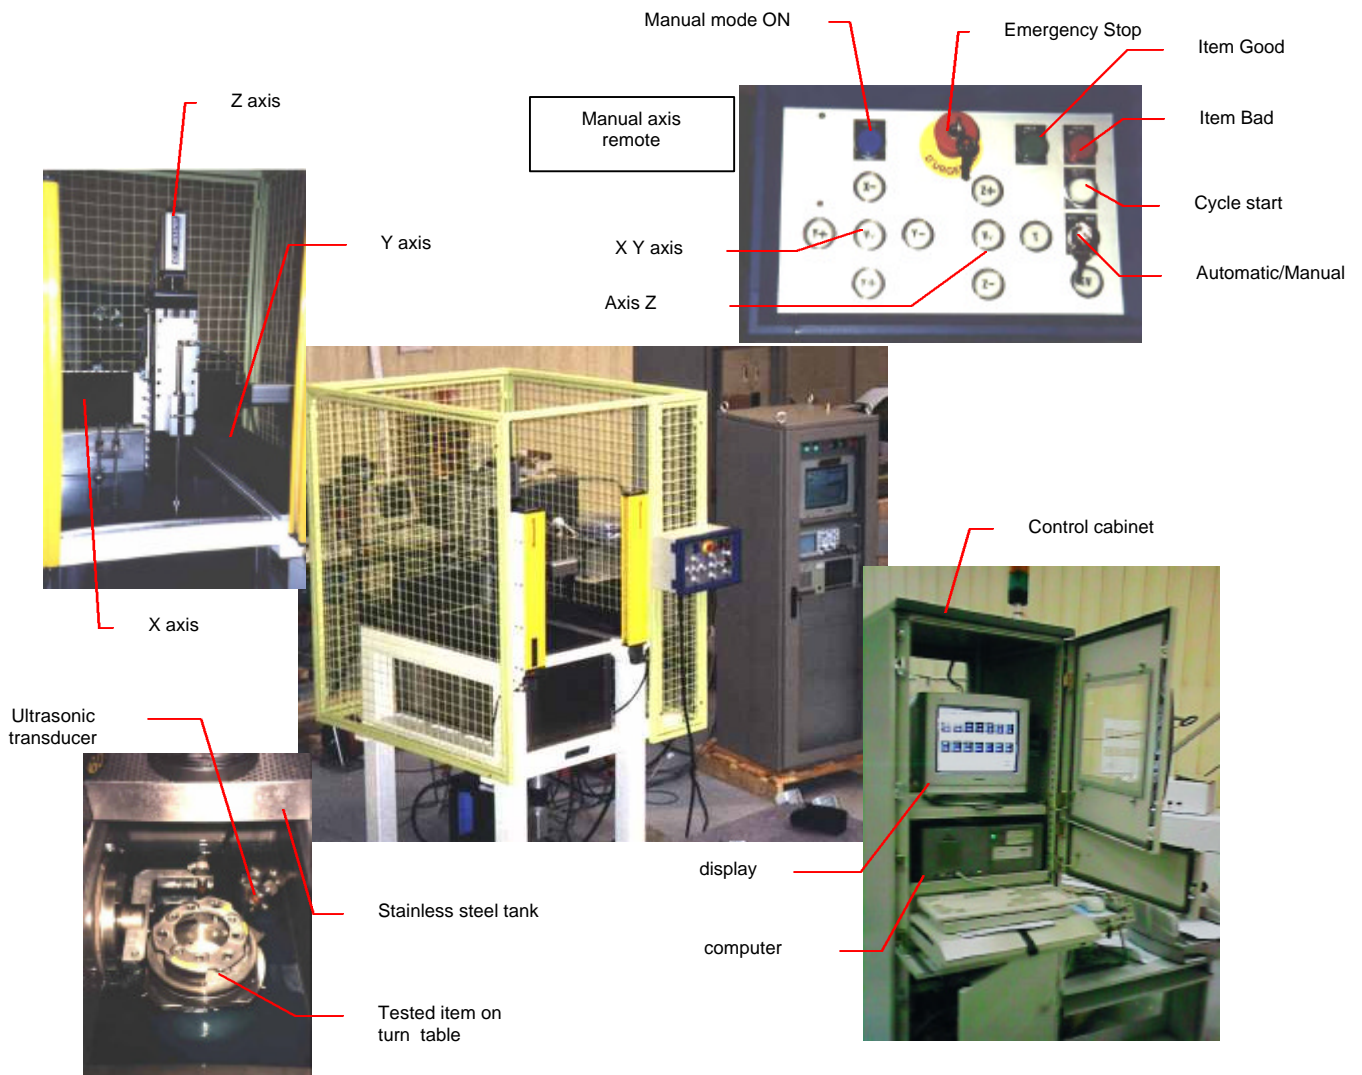 Manual mode ON
Emergency Stop
Item Good
Z axis
Manual axis
remote
Item Bad
Cycle start
Y axis
X Y axis
Automatic/Manual
Axis Z
X-
Z+
Y-
Z-
Control cabinet
X axis
Ultrasonic
transducer
display
Stainless steel tank
computer
Tested item on
turn table